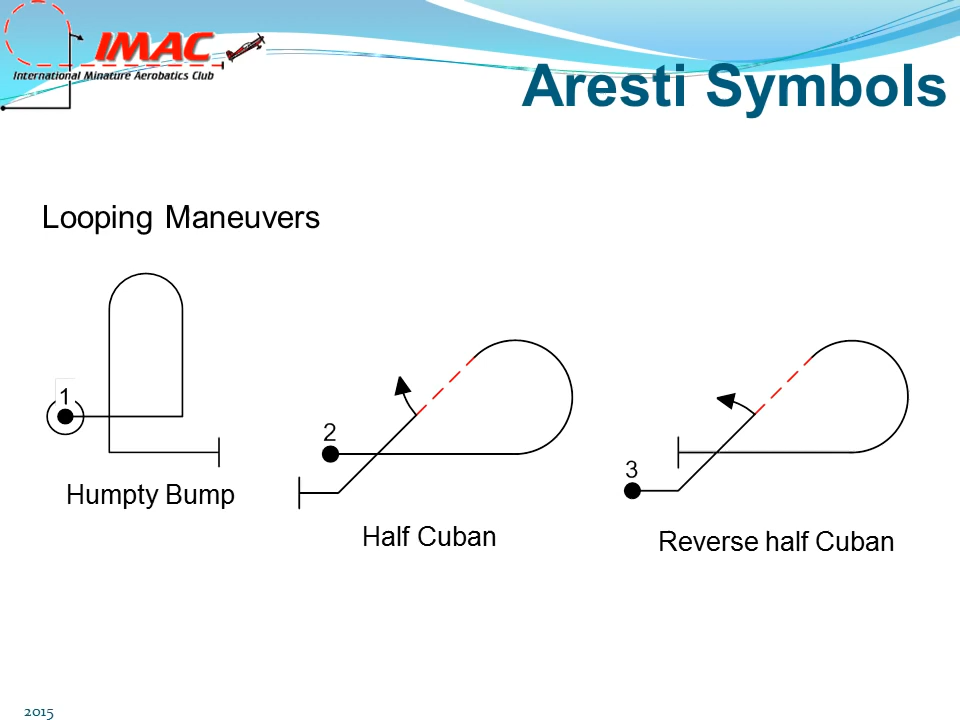 IMAC
International Minature Aerobatics Club
Aresti Symbols
Looping Maneuvers
1
2
3
Humpty Bump
Half Cuban
Reverse half Cuban
2015